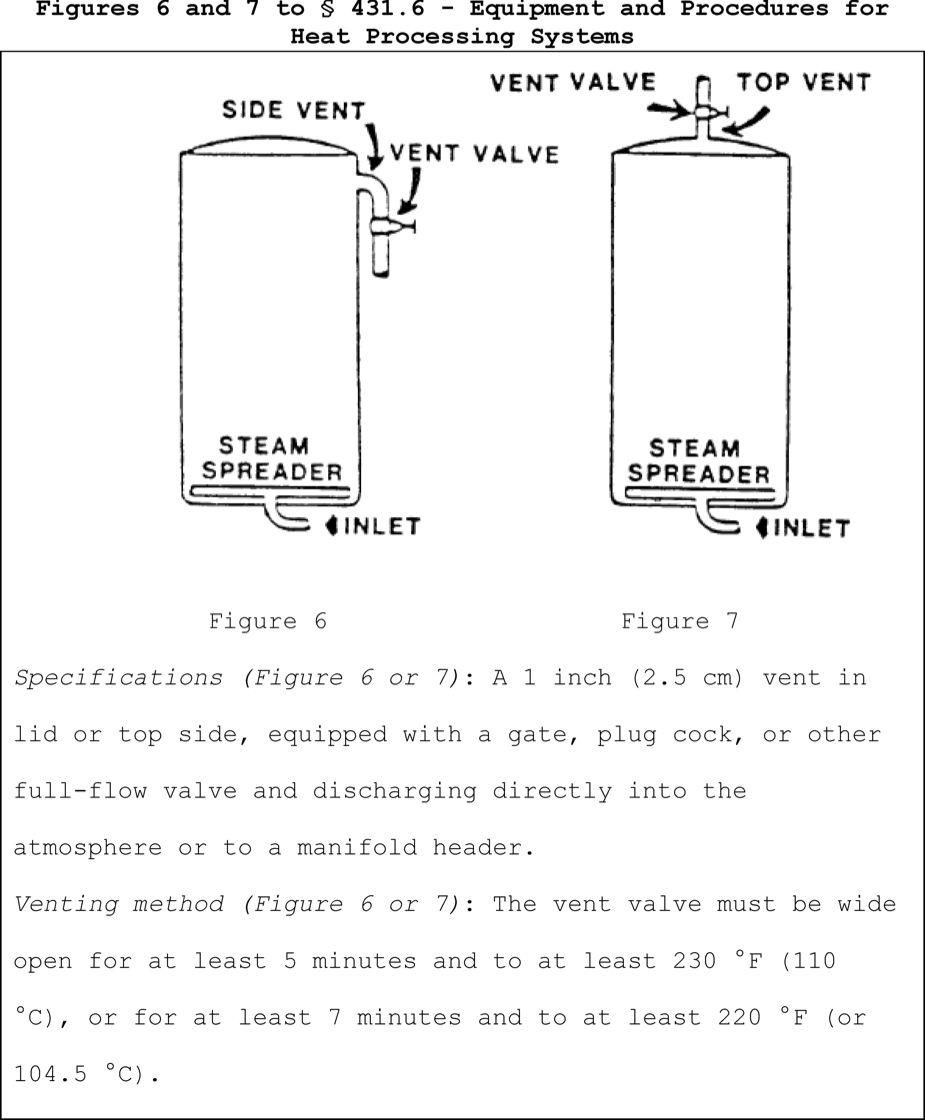 Figures 6 and 7 to § 431.6 - Equipment and Procedures for
Heat Processing Systems
SIDE VENT
VENT VALVE
STEAM
SPREADER
INLET
VENT VALVE
TOP VENT
STEAM
SPREADER
INLET
Figure 6
Figure 7
Specifications (Figure 6 or 7): A 1 inch (2.5 cm) vent in
lid or top side, equipped with a gate, plug cock, or other
full-flow valve and discharging directly into the
atmosphere or to a manifold header.
Venting method (Figure 6 or 7): The vent valve must be wide
open for at least 5 minutes and to at least 230 °F (110
°C), or for at least 7 minutes and to at least 220 °F (or
104.5 °C).